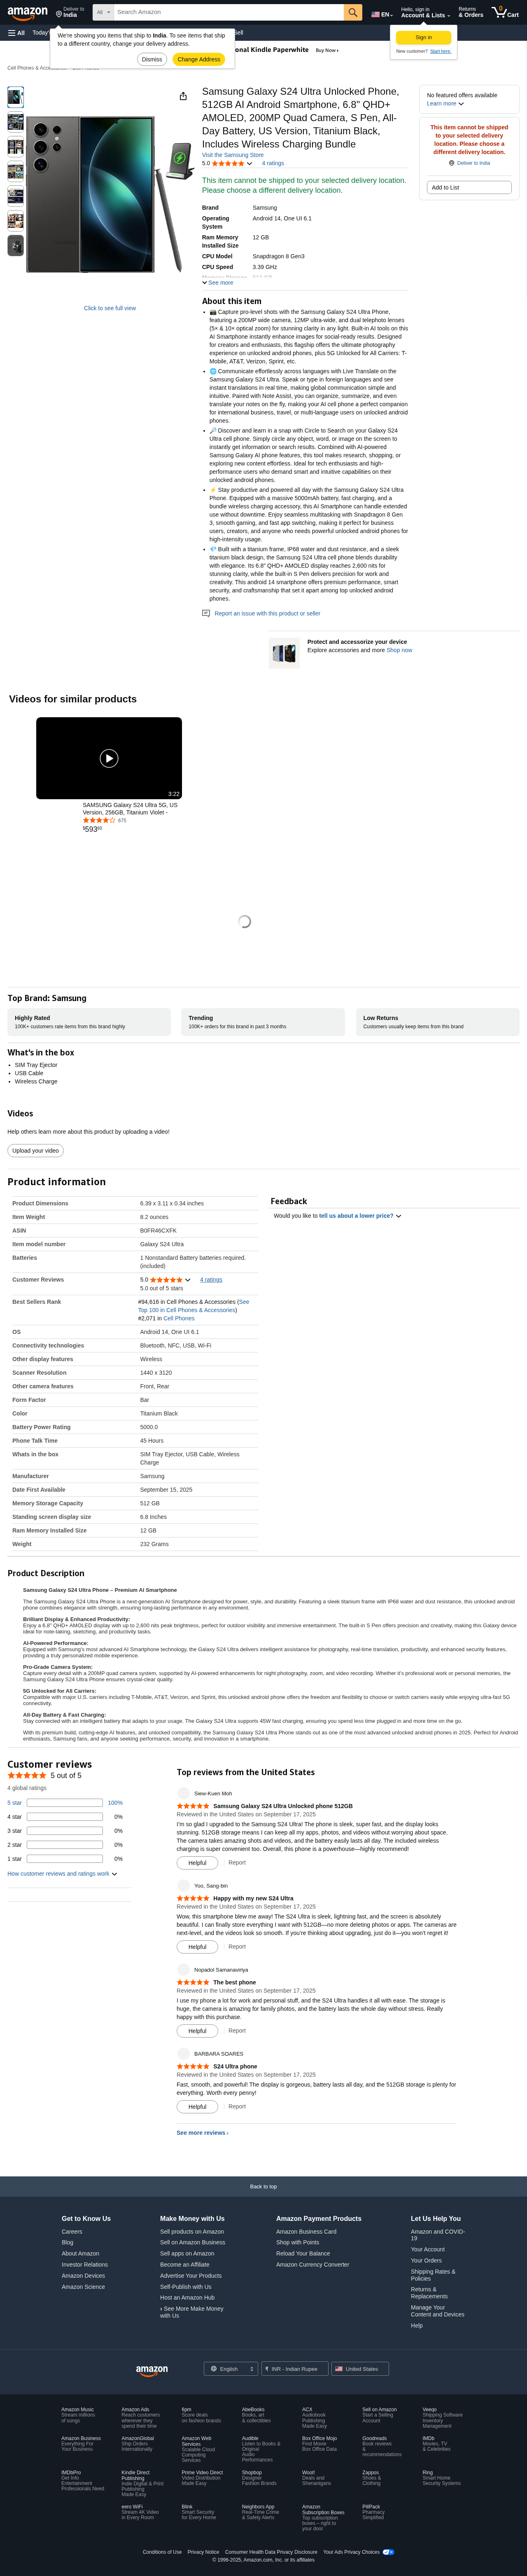 amazon
Deliver to
India
All
Search Amazon
EN
Hello, sign in
Account & Lists
Returns
& Orders
0
Cart
All
Today'
Sell
We're showing you items that ship to India. To see items that ship to a different country, change your delivery address.
Dismiss
Change Address
Sign in
New customer? Start here.
onal Kindle Paperwhite
Buy Now ›
Samsung Galaxy S24 Ultra Unlocked Phone, 512GB AI Android Smartphone, 6.8" QHD+ AMOLED, 200MP Quad Camera, S Pen, All-Day Battery, US Version, Titanium Black, Includes Wireless Charging Bundle
Visit the Samsung Store
5.0
4 ratings
This item cannot be shipped to your selected delivery location. Please choose a different delivery location.
Brand Samsung
Operating System Android 14, One UI 6.1
Ram Memory Installed Size 12 GB
CPU Model Snapdragon 8 Gen3
CPU Speed 3.39 GHz
See more
Click to see full view
No featured offers available
Learn more
This item cannot be shipped to your selected delivery location. Please choose a different delivery location.
Deliver to India
Add to List
About this item
• 📸 Capture pro-level shots with the Samsung Galaxy S24 Ultra Phone, featuring a 200MP wide camera, 12MP ultra-wide, and dual telephoto lenses (5× & 10× optical zoom) for stunning clarity in any light. Built-in AI tools on this AI Smartphone instantly enhance images for social-ready results. Designed for creators and enthusiasts, this flagship offers the ultimate photography experience on unlocked android phones, plus 5G Unlocked for All Carriers: T-Mobile, AT&T, Verizon, Sprint, etc.
• 🌐 Communicate effortlessly across languages with Live Translate on the Samsung Galaxy S24 Ultra. Speak or type in foreign languages and see instant translations in real time, making global communication simple and intuitive. Paired with Note Assist, you can organize, summarize, and even translate your notes on the fly, making your AI cell phone a perfect companion for international business, travel, or multi-language users on unlocked android phones.
• 🔎 Discover and learn in a snap with Circle to Search on your Galaxy S24 Ultra cell phone. Simply circle any word, object, or image on your screen to instantly get information or search results. Combined with AI-powered Samsung Galaxy AI phone features, this tool makes research, shopping, or exploring new content effortless. Ideal for tech enthusiasts and high-performance users who demand smart and intuitive capabilities on their unlocked android phones.
• ⚡ Stay productive and powered all day with the Samsung Galaxy S24 Ultra Phone. Equipped with a massive 5000mAh battery, fast charging, and a bundle wireless charging accessory, this AI Smartphone can handle extended use without downtime. Enjoy seamless multitasking with Snapdragon 8 Gen 3, smooth gaming, and fast app switching, making it perfect for business users, creators, and anyone who needs powerful unlocked android phones for high-intensity usage.
• 💎 Built with a titanium frame, IP68 water and dust resistance, and a sleek titanium black design, the Samsung S24 Ultra cell phone blends durability with elegance. Its 6.8" QHD+ AMOLED display reaches 2,600 nits for stunning clarity, while the built-in S Pen delivers precision for work and creativity. This android 14 smartphone offers premium performance, smart security, and craftsmanship that set it apart among top unlocked android phones.
Report an issue with this product or seller
Protect and accessorize your device
Explore accessories and more Shop now
Videos for similar products
3:22
SAMSUNG Galaxy S24 Ultra 5G, US Version, 256GB, Titanium Violet -
675
Top Brand: Samsung
Highly Rated
100K+ customers rate items from this brand highly
Trending
100K+ orders for this brand in past 3 months
Low Returns
Customers usually keep items from this brand
What's in the box
• SIM Tray Ejector
• USB Cable
• Wireless Charge
Videos
Help others learn more about this product by uploading a video!
Upload your video
Product information
Product Dimensions 6.39 x 3.11 x 0.34 inches
Item Weight 8.2 ounces
ASIN B0FR46CXFK
Item model number Galaxy S24 Ultra
Batteries 1 Nonstandard Battery batteries required. (included)
Customer Reviews 5.0 4 ratings
5.0 out of 5 stars
Best Sellers Rank #94,616 in Cell Phones & Accessories (See Top 100 in Cell Phones & Accessories)
#2,071 in Cell Phones
OS Android 14, One UI 6.1
Connectivity technologies Bluetooth, NFC, USB, Wi-Fi
Other display features Wireless
Scanner Resolution 1440 x 3120
Other camera features Front, Rear
Form Factor Bar
Color Titanium Black
Battery Power Rating 5000.0
Phone Talk Time 45 Hours
Whats in the box SIM Tray Ejector, USB Cable, Wireless Charge
Manufacturer Samsung
Date First Available September 15, 2025
Memory Storage Capacity 512 GB
Standing screen display size 6.8 Inches
Ram Memory Installed Size 12 GB
Weight 232 Grams
Feedback
Would you like to tell us about a lower price?
Product Description
Samsung Galaxy S24 Ultra Phone – Premium AI Smartphone
The Samsung Galaxy S24 Ultra Phone is a next-generation AI Smartphone designed for power, style, and durability. Featuring a sleek titanium frame with IP68 water and dust resistance, this unlocked android phone combines elegance with strength, ensuring long-lasting performance in any environment.
Brilliant Display & Enhanced Productivity:
Enjoy a 6.8" QHD+ AMOLED display with up to 2,600 nits peak brightness, perfect for outdoor visibility and immersive entertainment. The built-in S Pen offers precision and creativity, making this Galaxy device ideal for note-taking, sketching, and productivity tasks.
AI-Powered Performance:
Equipped with Samsung's most advanced AI Smartphone technology, the Galaxy S24 Ultra delivers intelligent assistance for photography, real-time translation, productivity, and enhanced security features, providing a truly personalized mobile experience.
Pro-Grade Camera System:
Capture every detail with a 200MP quad camera system, supported by AI-powered enhancements for night photography, zoom, and video recording. Whether it's professional work or personal memories, the Samsung Galaxy S24 Ultra Phone ensures crystal-clear quality.
5G Unlocked for All Carriers:
Compatible with major U.S. carriers including T-Mobile, AT&T, Verizon, and Sprint, this unlocked android phone offers the freedom and flexibility to choose or switch carriers easily while enjoying ultra-fast 5G connectivity.
All-Day Battery & Fast Charging:
Stay connected with an intelligent battery that adapts to your usage. The Galaxy S24 Ultra supports 45W fast charging, ensuring you spend less time plugged in and more time on the go.
With its premium build, cutting-edge AI features, and unlocked compatibility, the Samsung Galaxy S24 Ultra Phone stands out as one of the most advanced unlocked android phones in 2025. Perfect for Android enthusiasts, Samsung fans, and anyone seeking performance, security, and innovation in a smartphone.
Customer reviews
5 out of 5
4 global ratings
5 star 100%
4 star 0%
3 star 0%
2 star 0%
1 star 0%
How customer reviews and ratings work
Top reviews from the United States
Siew-Kuen Moh
Samsung Galaxy S24 Ultra Unlocked phone 512GB
Reviewed in the United States on September 17, 2025
I'm so glad I upgraded to the Samsung S24 Ultra! The phone is sleek, super fast, and the display looks stunning. 512GB storage means I can keep all my photos, apps, and videos without worrying about space. The camera takes amazing shots and videos, and the battery easily lasts all day. The included wireless charging is super convenient too. Overall, this phone is a powerhouse—highly recommend!
Helpful
Report
Yoo, Sang-bin
Happy with my new S24 Ultra
Reviewed in the United States on September 17, 2025
Wow, this smartphone blew me away! The S24 Ultra is sleek, lightning fast, and the screen is absolutely beautiful. I can finally store everything I want with 512GB—no more deleting photos or apps. The cameras are next-level, and the videos look so smooth. If you're thinking about upgrading, just do it—you won't regret it!
Helpful
Report
Nopadol Samanavriya
The best phone
Reviewed in the United States on September 17, 2025
I use my phone a lot for work and personal stuff, and the S24 Ultra handles it all with ease. The storage is huge, the camera is amazing for family photos, and the battery lasts the whole day without stress. Really happy with this purchase.
Helpful
Report
BARBARA SOARES
S24 Ultra phone
Reviewed in the United States on September 17, 2025
Fast, smooth, and powerful! The display is gorgeous, battery lasts all day, and the 512GB storage is plenty for everything. Worth every penny!
Helpful
Report
See more reviews ›
Back to top
Get to Know Us
Careers
Blog
About Amazon
Investor Relations
Amazon Devices
Amazon Science
Make Money with Us
Sell products on Amazon
Sell on Amazon Business
Sell apps on Amazon
Become an Affiliate
Advertise Your Products
Self-Publish with Us
Host an Amazon Hub
› See More Make Money with Us
Amazon Payment Products
Amazon Business Card
Shop with Points
Reload Your Balance
Amazon Currency Converter
Let Us Help You
Amazon and COVID-19
Your Account
Your Orders
Shipping Rates & Policies
Returns & Replacements
Manage Your Content and Devices
Help
amazon
English
₹ INR - Indian Rupee
United States
Amazon Music
Stream millions of songs
Amazon Ads
Reach customers wherever they spend their time
6pm
Score deals on fashion brands
AbeBooks
Books, art & collectibles
ACX
Audiobook Publishing Made Easy
Sell on Amazon
Start a Selling Account
Veeqo
Shipping Software Inventory Management
Amazon Business
Everything For Your Business
AmazonGlobal
Ship Orders Internationally
Amazon Web Services
Scalable Cloud Computing Services
Audible
Listen to Books & Original Audio Performances
Box Office Mojo
Find Movie Box Office Data
Goodreads
Book reviews & recommendations
IMDb
Movies, TV & Celebrities
IMDbPro
Get Info Entertainment Professionals Need
Kindle Direct Publishing
Indie Digital & Print Publishing Made Easy
Prime Video Direct
Video Distribution Made Easy
Shopbop
Designer Fashion Brands
Woot!
Deals and Shenanigans
Zappos
Shoes & Clothing
Ring
Smart Home Security Systems
eero WiFi
Stream 4K Video in Every Room
Blink
Smart Security for Every Home
Neighbors App
Real-Time Crime & Safety Alerts
Amazon Subscription Boxes
Top subscription boxes – right to your door
PillPack
Pharmacy Simplified
Conditions of Use
Privacy Notice
Consumer Health Data Privacy Disclosure
Your Ads Privacy Choices
© 1996-2025, Amazon.com, Inc. or its affiliates